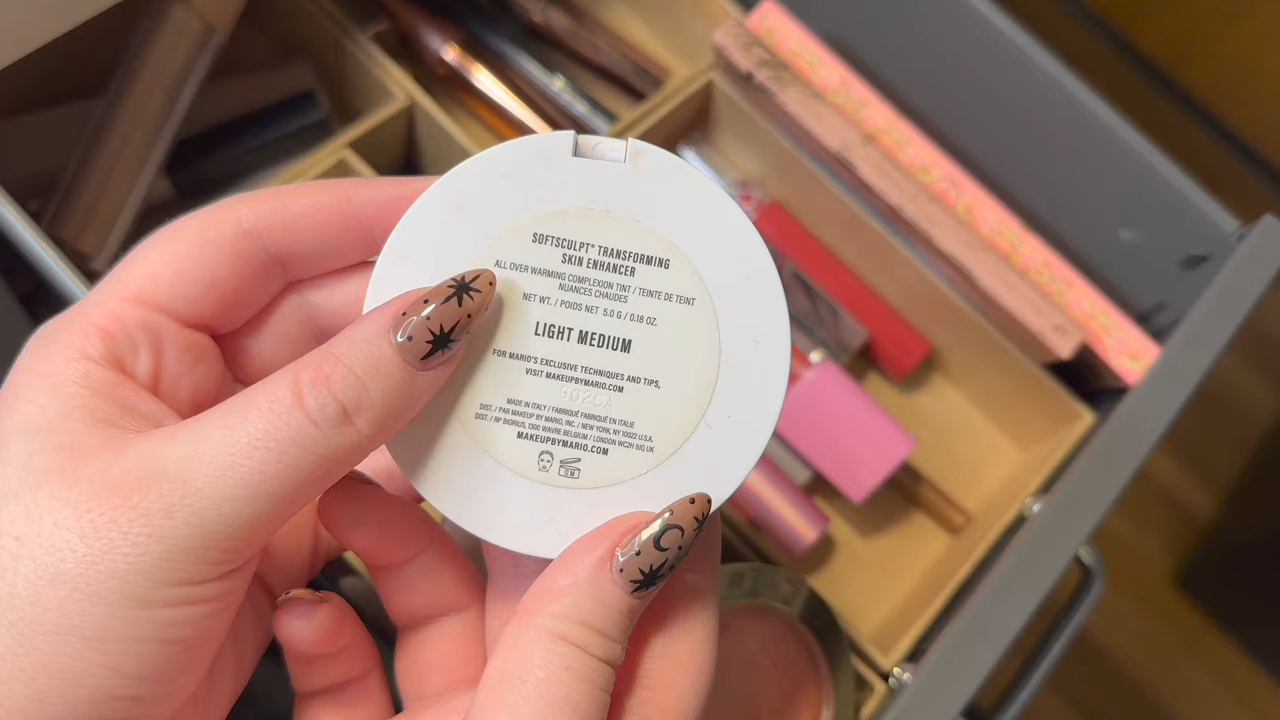 SOFTSCULPT® TRANSFORMING
SKIN ENHANCER
ALL OVER WARMING COMPLEXION TINT / TEINTE DE TEINT
NUANCES CHAUDES
NET WT. / POIDS NET 5.0 G / 0.18 OZ.
LIGHT MEDIUM
FOR MARIO'S EXCLUSIVE TECHNIQUES AND TIPS,
VISIT MAKEUPBYMARIO.COM
G02CA
MADE IN ITALY / FABRIQUÉ FABRIQUÉ EN ITALIE
DIST. / PAR MAKEUP BY MARIO, INC. / NEW YORK, NY 10022 U.S.A.
DIST. / RP BIORIUS, 1300 WAVRE BELGIUM / LONDON WC2H 9JQ UK
MAKEUPBYMARIO.COM